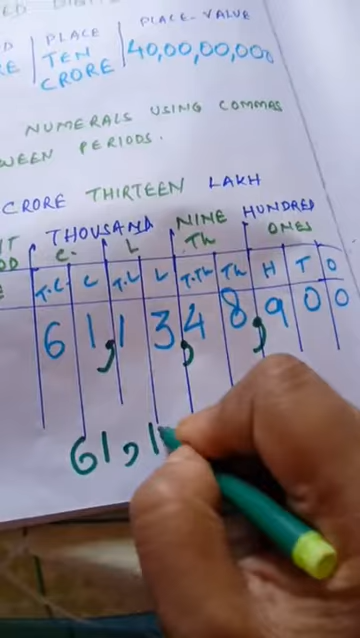 PLACE PLACE-VALUE
TEN CRORE 40,00,00,000
NUMERALS USING COMMAS
PERIODS.
CRORE THIRTEEN LAKH
THOUSAND NINE HUNDRED
C. L Th ONES
T.C. C T.L L T.Th Th H T O
6 1, 1 3, 4 8, 9 0 0
61, 1